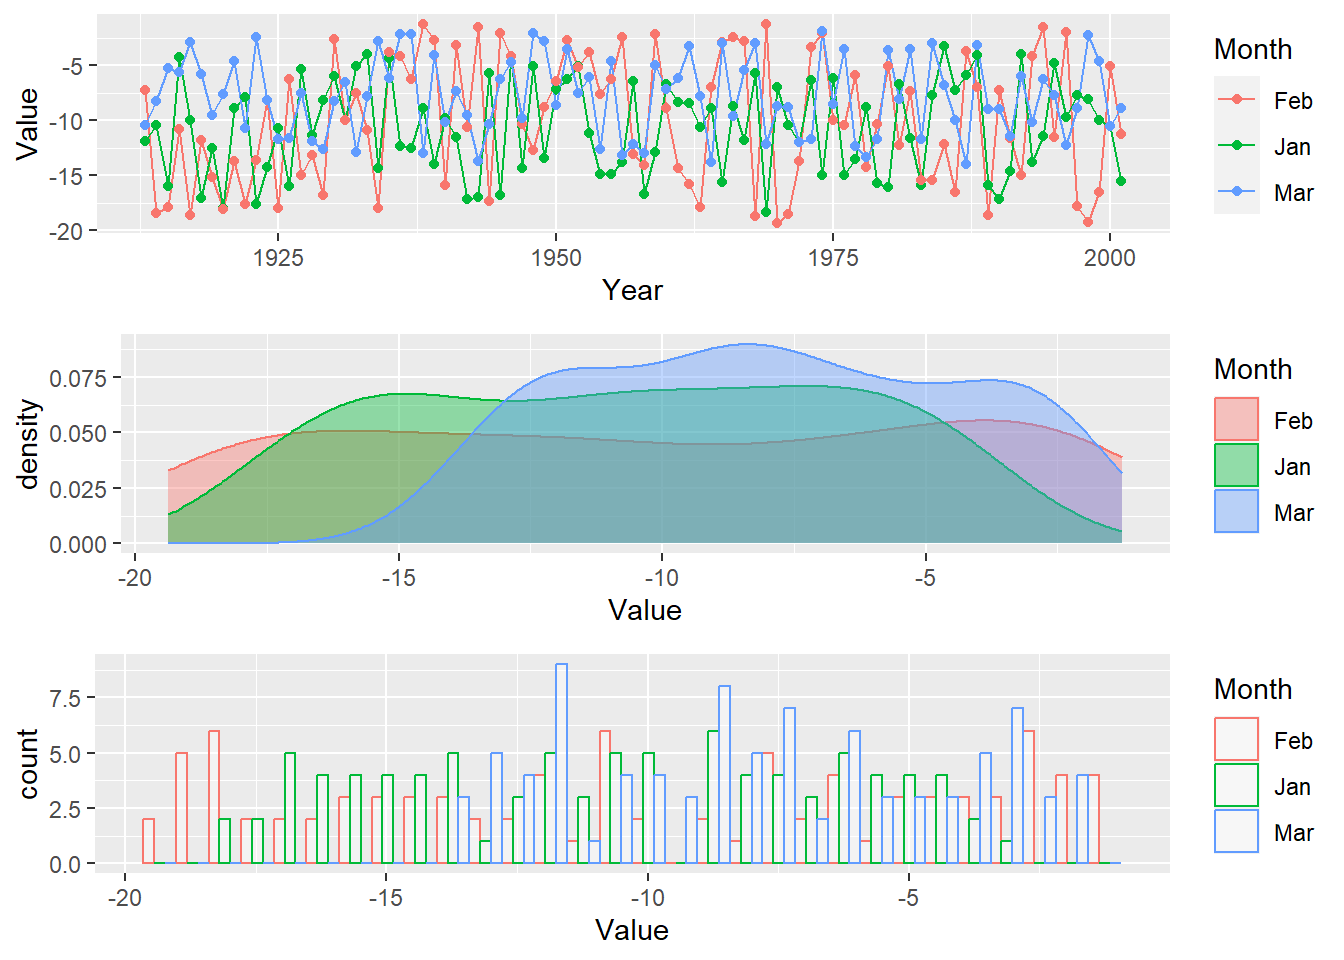 Value
-5
-10
-15
-20
1925 1950 1975 2000
Year
Month
Feb
Jan
Mar
density
0.075
0.050
0.025
0.000
-20 -15 -10 -5
Value
Month
Feb
Jan
Mar
count
7.5
5.0
2.5
0.0
-20 -15 -10 -5
Value
Month
Feb
Jan
Mar